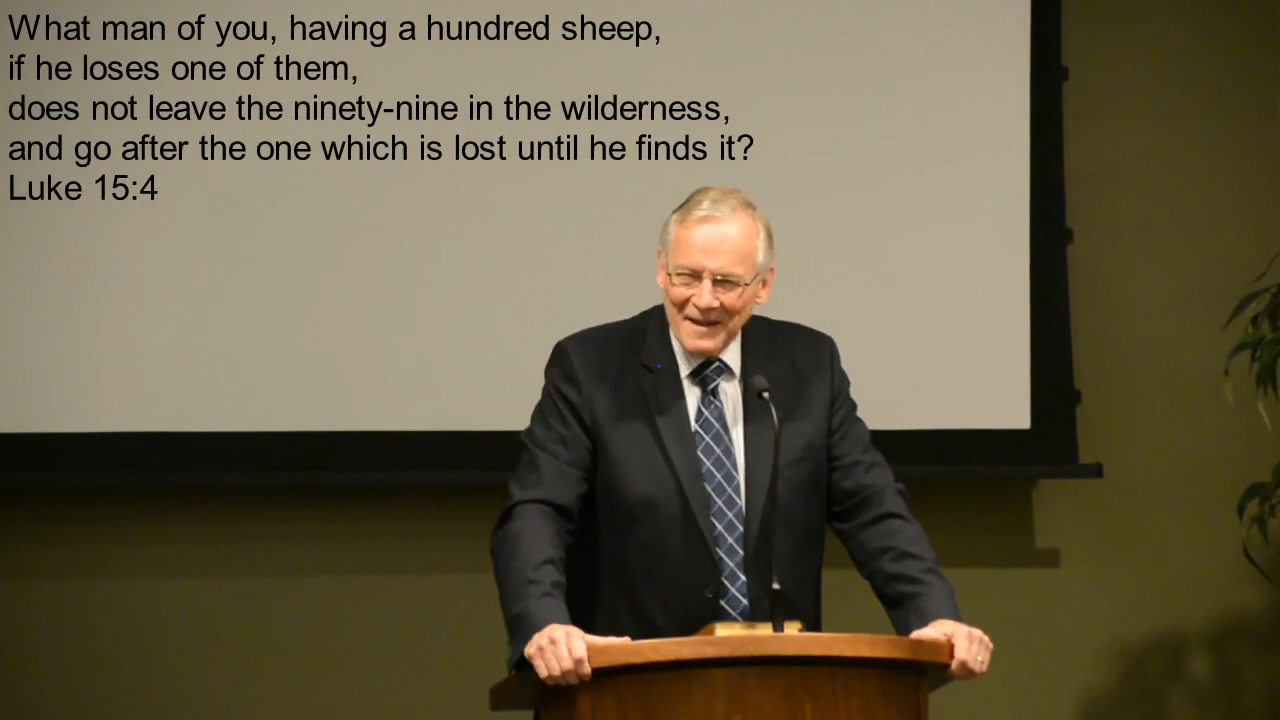 What man of you, having a hundred sheep,
if he loses one of them,
does not leave the ninety-nine in the wilderness,
and go after the one which is lost until he finds it?
Luke 15:4